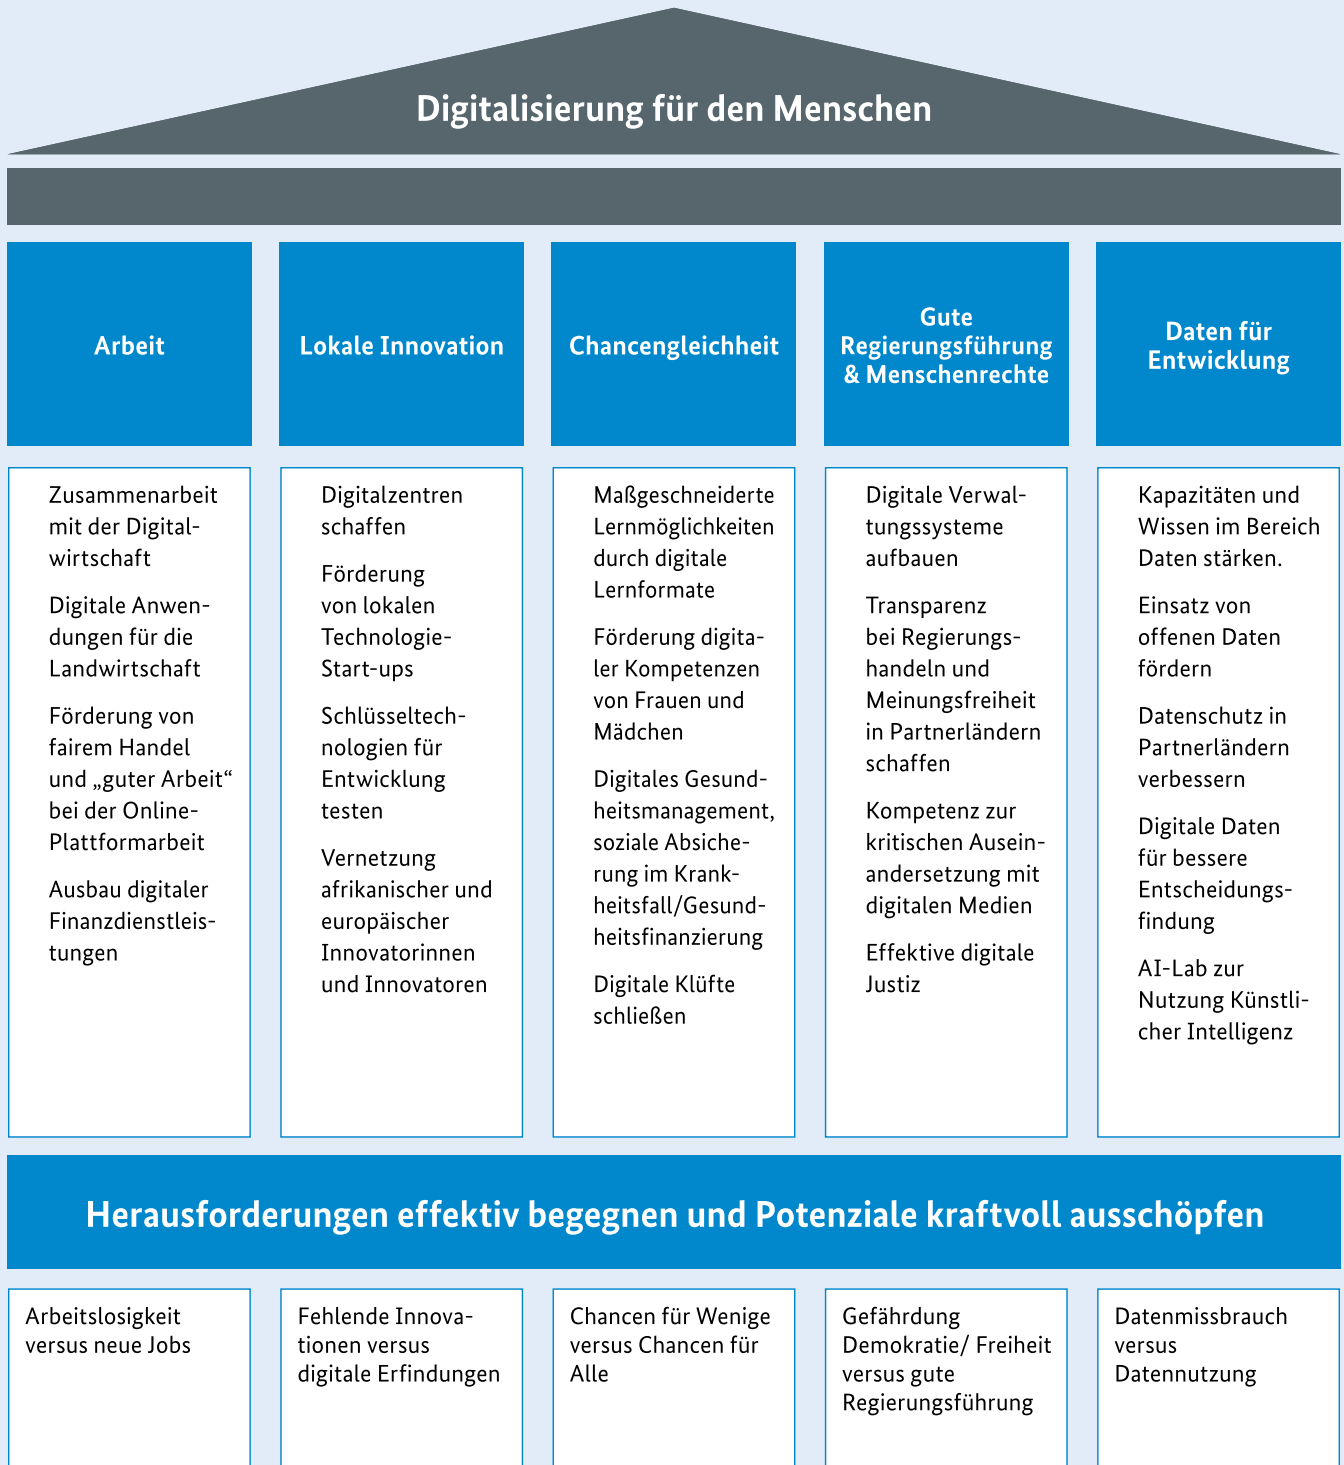 Digitalisierung für den Menschen
Arbeit
Lokale Innovation
Chancengleichheit
Gute
Regierungsführung
& Menschenrechte
Daten für
Entwicklung
Zusammenarbeit
mit der Digital-
wirtschaft
Digitale Anwen-
dungen für die
Landwirtschaft
Förderung von
fairem Handel
und „guter Arbeit“
bei der Online-
Plattformarbeit
Ausbau digitaler
Finanzdienstleis-
tungen
Digitalzentren
schaffen
Förderung
von lokalen
Technologie-
Start-ups
Schlüsseltech-
nologien für
Entwicklung
testen
Vernetzung
afrikanischer und
europäischer
Innovatorinnen
und Innovatoren
Maßgeschneiderte
Lernmöglichkeiten
durch digitale
Lernformate
Förderung digita-
ler Kompetenzen
von Frauen und
Mädchen
Digitales Gesund-
heitsmanagement,
soziale Absiche-
rung im Krank-
heitsfall/Gesund-
heitsfinanzierung
Digitale Klüfte
schließen
Digitale Verwal-
tungssysteme
aufbauen
Transparenz
bei Regierungs-
handeln und
Meinungsfreiheit
in Partnerländern
schaffen
Kompetenz zur
kritischen Ausein-
andersetzung mit
digitalen Medien
Effektive digitale
Justiz
Kapazitäten und
Wissen im Bereich
Daten stärken.
Einsatz von
offenen Daten
fördern
Datenschutz in
Partnerländern
verbessern
Digitale Daten
für bessere
Entscheidungs-
findung
AI-Lab zur
Nutzung Künstli-
cher Intelligenz
Herausforderungen effektiv begegnen und Potenziale kraftvoll ausschöpfen
Arbeitslosigkeit
versus neue Jobs
Fehlende Innova-
tionen versus
digitale Erfindungen
Chancen für Wenige
versus Chancen für
Alle
Gefährdung
Demokratie/ Freiheit
versus gute
Regierungsführung
Datenmissbrauch
versus
Datennutzung